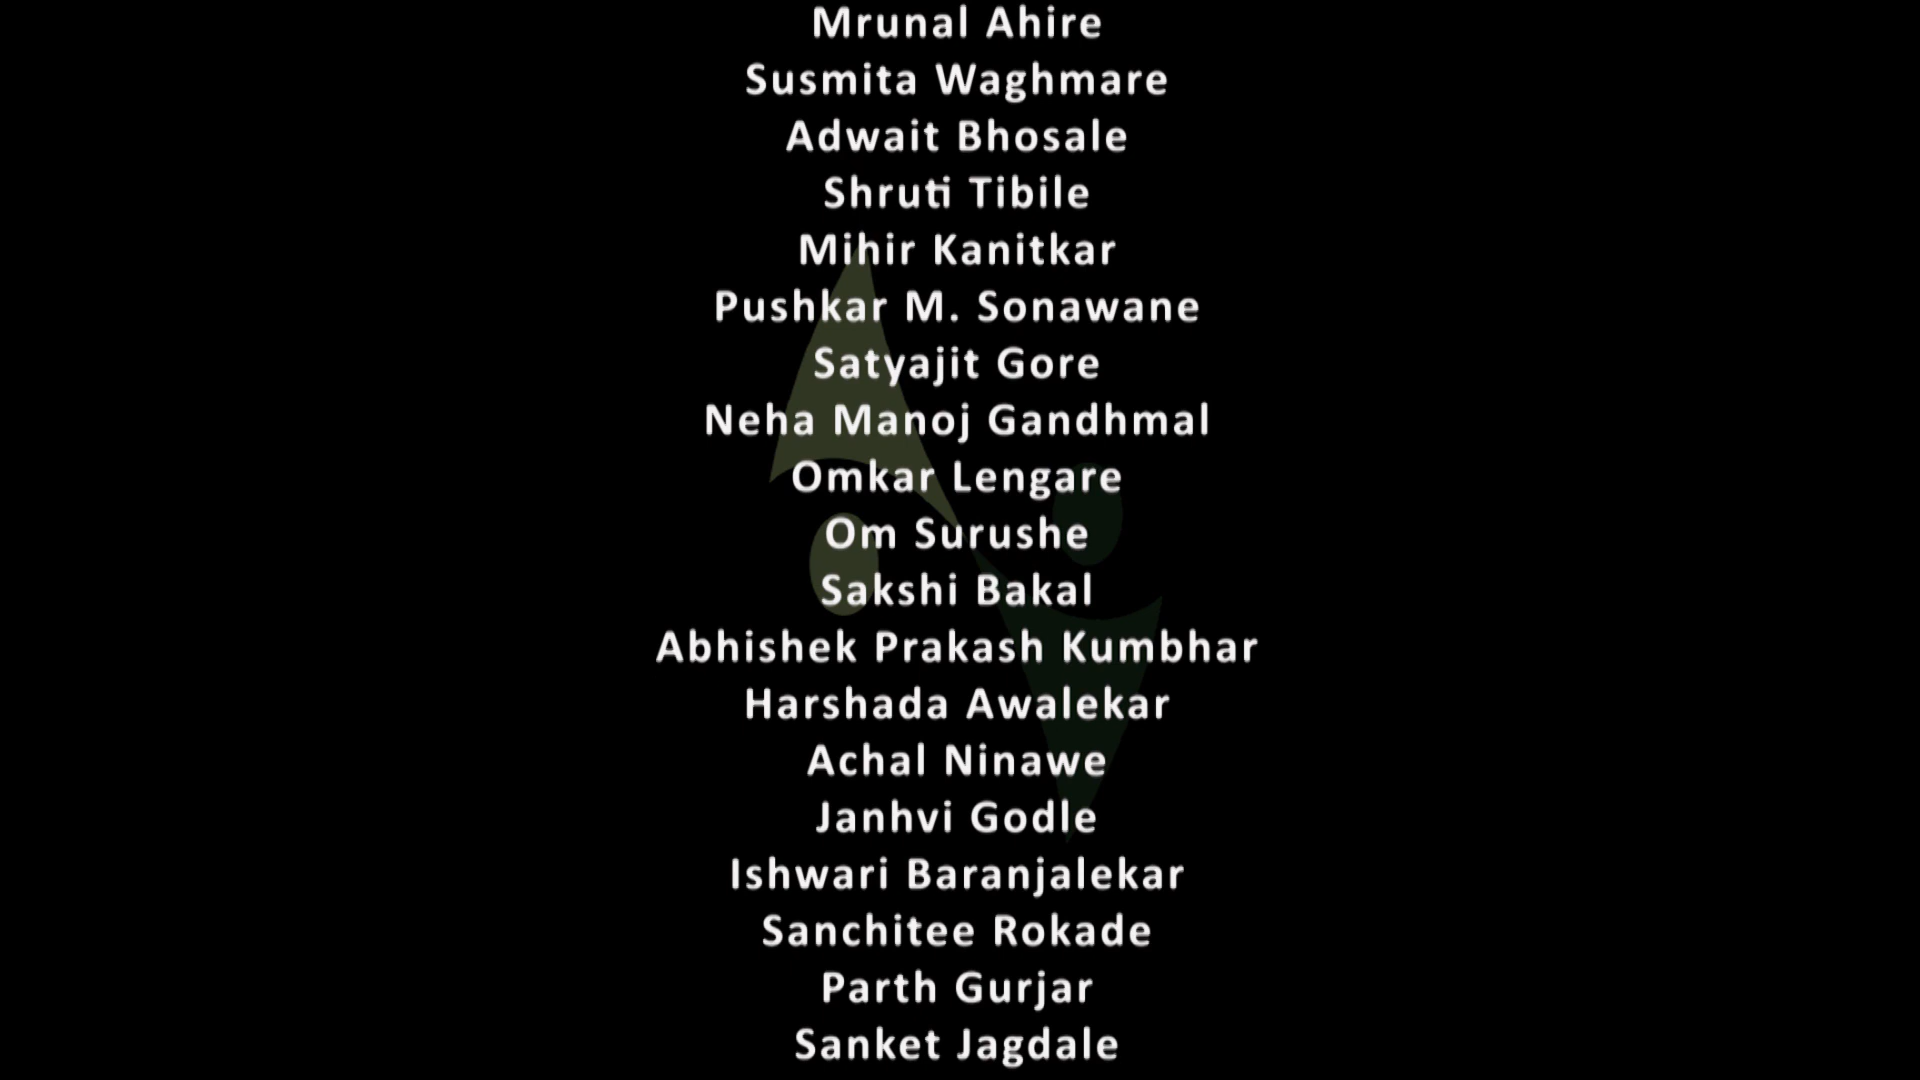 Mrunal Ahire
Susmita Waghmare
Adwait Bhosale
Shruti Tibile
Mihir Kanitkar
Pushkar M. Sonawane
Satyajit Gore
Neha Manoj Gandhmal
Omkar Lengare
Om Surushe
Sakshi Bakal
Abhishek Prakash Kumbhar
Harshada Awalekar
Achal Ninawe
Janhvi Godle
Ishwari Baranjalekar
Sanchitee Rokade
Parth Gurjar
Sanket Jagdale